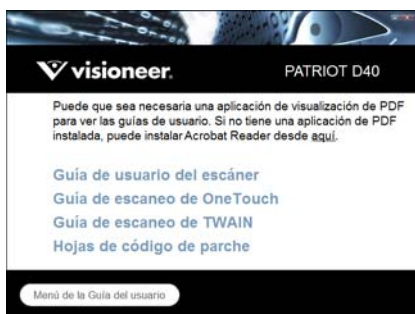 visioneer.
PATRIOT D40
Puede que sea necesaria una aplicación de visualización de PDF
para ver las guías de usuario. Si no tiene una aplicación de PDF
instalada, puede instalar Acrobat Reader desde aquí.
Guía de usuario del escáner
Guía de escaneo de OneTouch
Guía de escaneo de TWAIN
Hojas de código de parche
Menú de la Guía del usuario